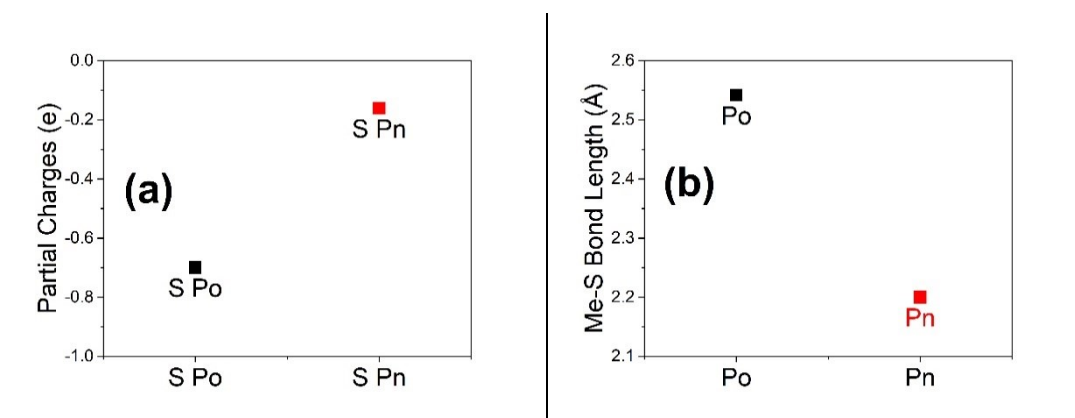 Partial Charges (e)
0.0
-0.2
-0.4
-0.6
-0.8
-1.0
(a)
S Pn
S Po
S Po
S Pn
Me-S Bond Length (Å)
2.6
2.5
2.4
2.3
2.2
2.1
Po
(b)
Pn
Po
Pn